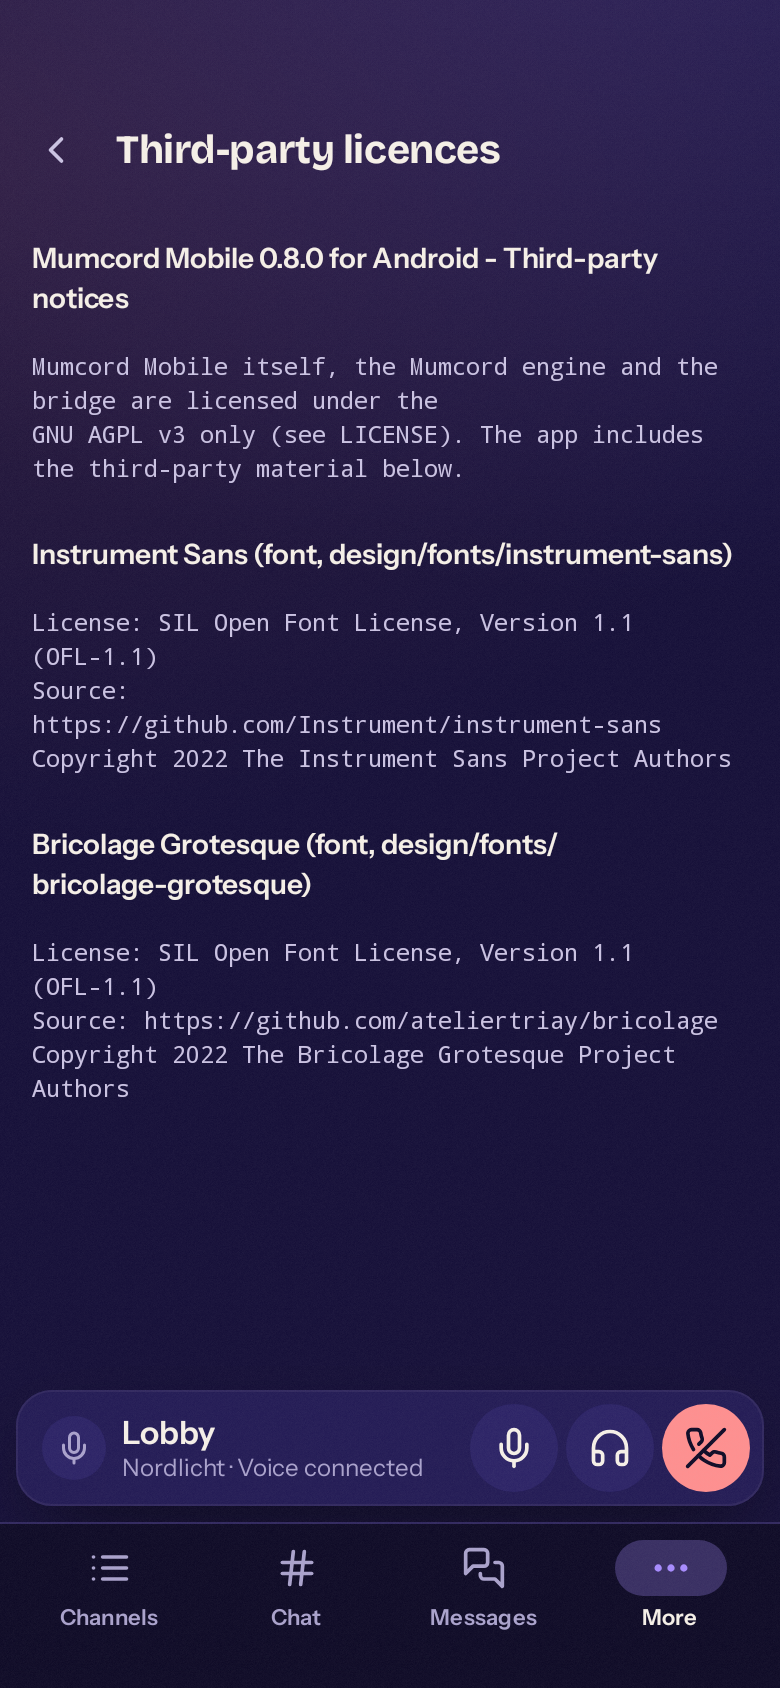 Third-party licences
Mumcord Mobile 0.8.0 for Android - Third-party
notices
Mumcord Mobile itself, the Mumcord engine and the
bridge are licensed under the
GNU AGPL v3 only (see LICENSE). The app includes
the third-party material below.
Instrument Sans (font, design/fonts/instrument-sans)
License: SIL Open Font License, Version 1.1
(OFL-1.1)
Source:
https://github.com/Instrument/instrument-sans
Copyright 2022 The Instrument Sans Project Authors
Bricolage Grotesque (font, design/fonts/
bricolage-grotesque)
License: SIL Open Font License, Version 1.1
(OFL-1.1)
Source: https://github.com/ateliertriay/bricolage
Copyright 2022 The Bricolage Grotesque Project
Authors
Lobby
Nordlicht · Voice connected
Channels
Chat
Messages
More